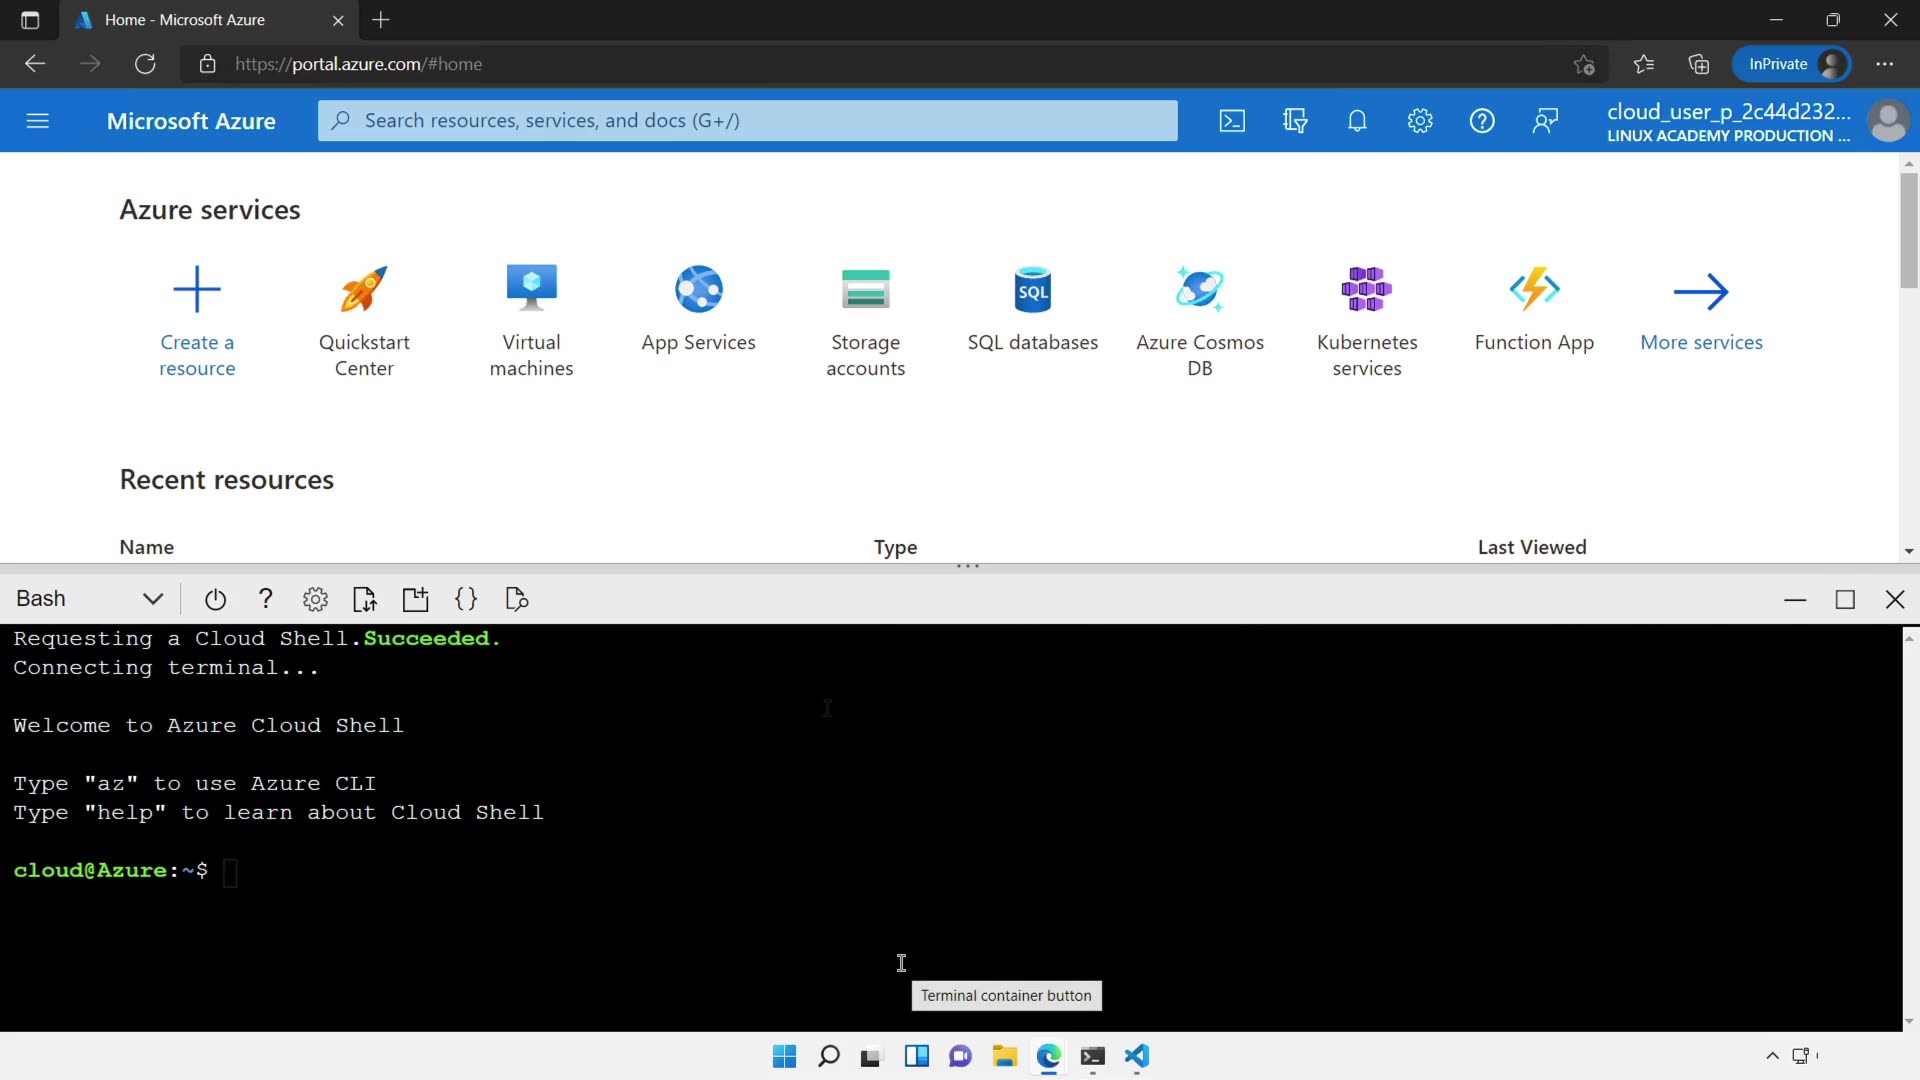 Home - Microsoft Azure
https://portal.azure.com/#home
InPrivate
Microsoft Azure
Search resources, services, and docs (G+/)
cloud_user_p_2c44d232...
LINUX ACADEMY PRODUCTION ...
Azure services
Create a
resource
Quickstart
Center
Virtual
machines
App Services
Storage
accounts
SQL
SQL databases
Azure Cosmos
DB
Kubernetes
services
Function App
More services
Recent resources
Name
Type
Last Viewed
Bash
Requesting a Cloud Shell.Succeeded.
Connecting terminal...
Welcome to Azure Cloud Shell
Type "az" to use Azure CLI
Type "help" to learn about Cloud Shell
cloud@Azure:~$
Terminal container button